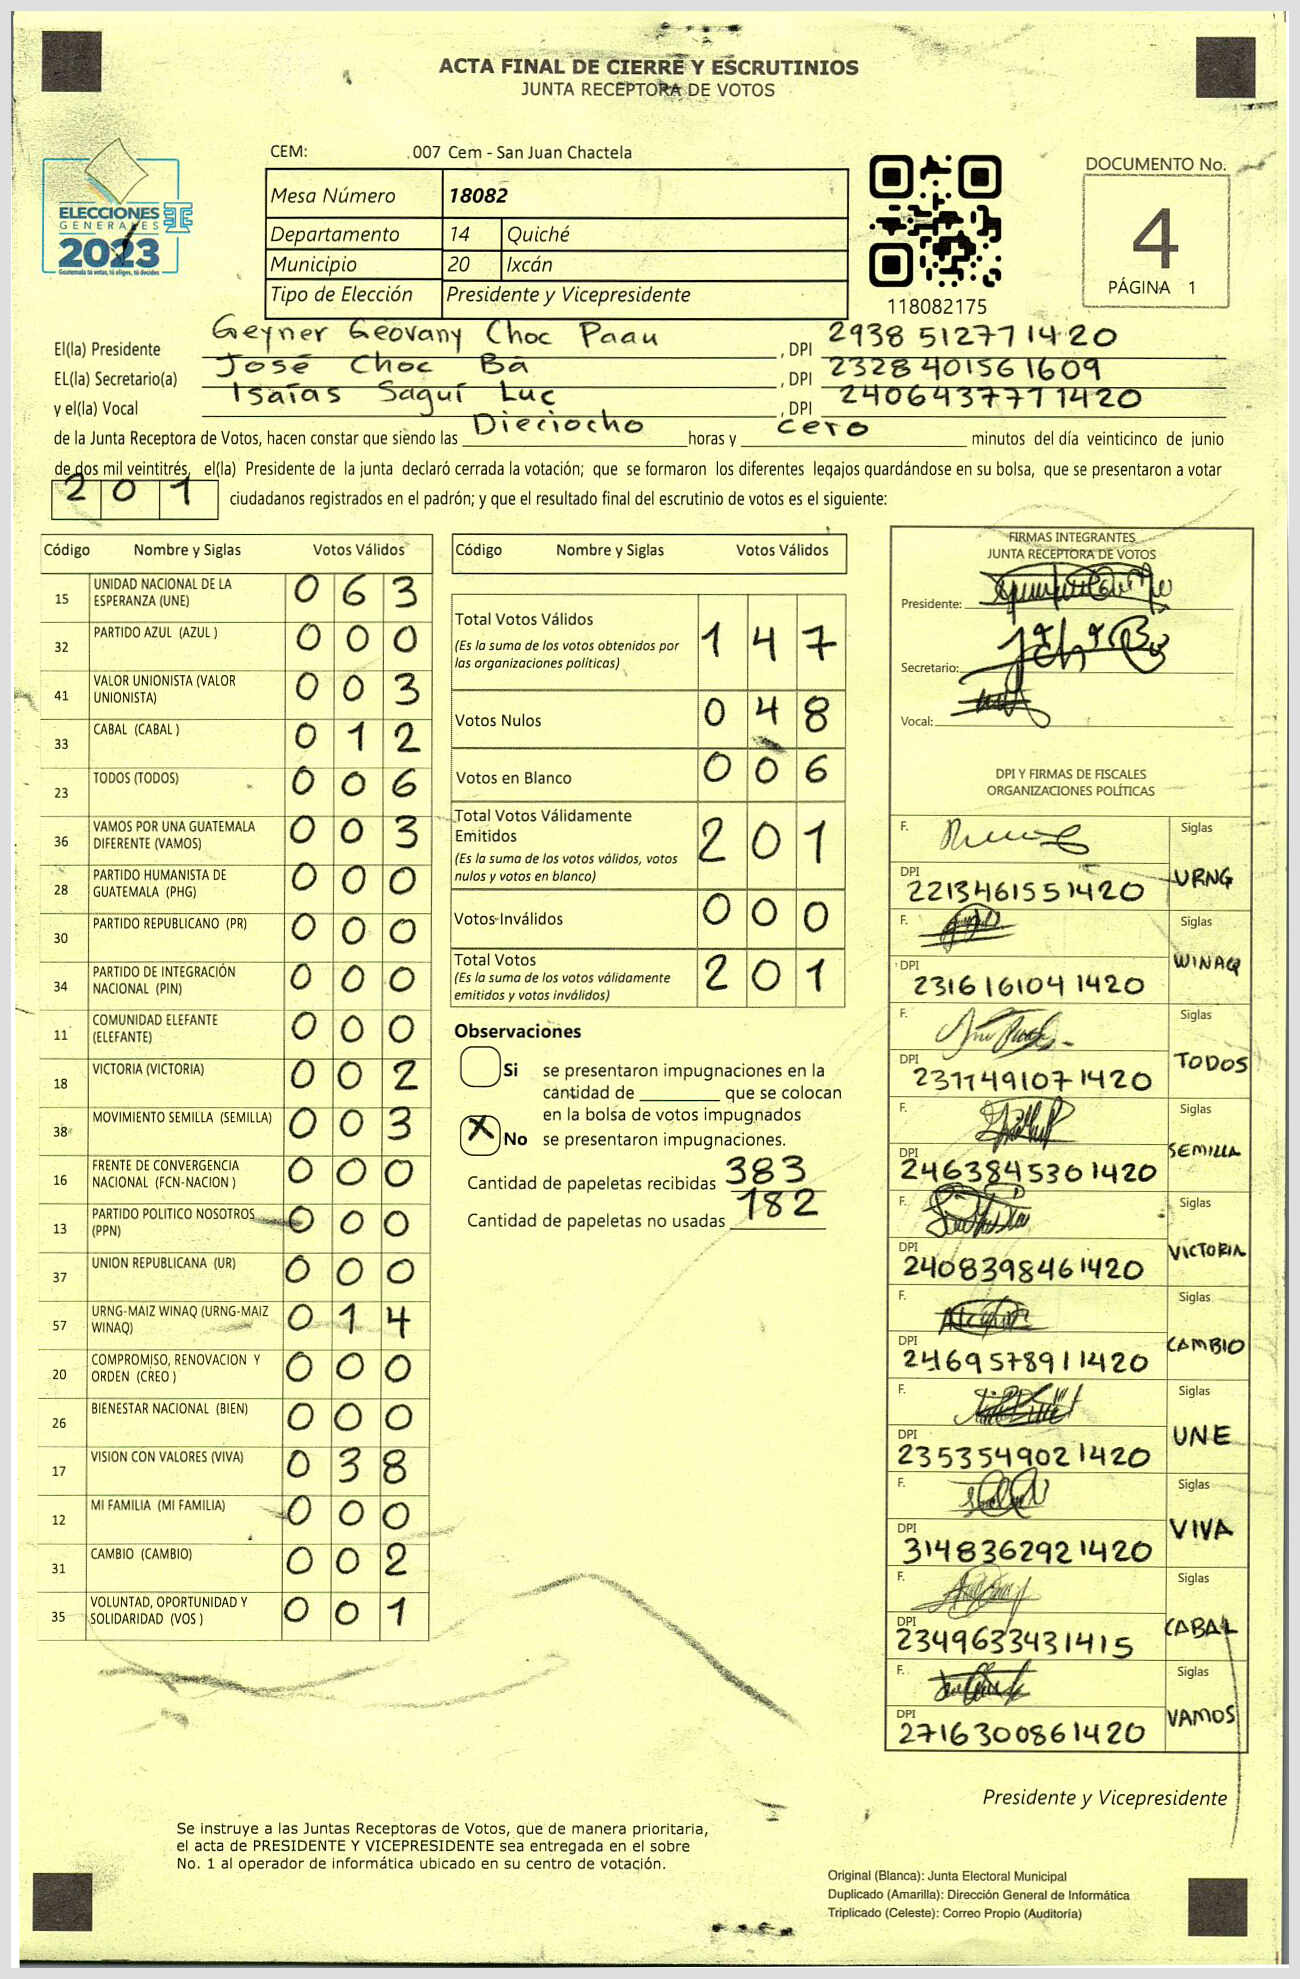 ACTA FINAL DE CIERRE Y ESCRUTINIOS
JUNTA RECEPTORA DE VOTOS
ELECCIONES
GENERALES
2023
Guatemala tú votas, tú eliges, tú decides
CEM: 007 Cem - San Juan Chactela
Mesa Número 18082
Departamento 14 Quiché
Municipio 20 Ixcán
Tipo de Elección Presidente y Vicepresidente
118082175
DOCUMENTO No.
4
PÁGINA 1
El(la) Presidente Geyner Geovany Choc Paau , DPI 2938 51277 1420
EL(la) Secretario(a) José Choc Ba , DPI 2328 40156 1609
y el(la) Vocal Isaías Saguí Luc , DPI 2406437771420
de la Junta Receptora de Votos, hacen constar que siendo las Dieciocho horas y cero minutos del día veinticinco de junio
de dos mil veintitrés, el(la) Presidente de la junta declaró cerrada la votación; que se formaron los diferentes legajos guardándose en su bolsa, que se presentaron a votar
2 0 1 ciudadanos registrados en el padrón; y que el resultado final del escrutinio de votos es el siguiente:
Código Nombre y Siglas Votos Válidos
15 UNIDAD NACIONAL DE LA ESPERANZA (UNE) 0 6 3
32 PARTIDO AZUL (AZUL ) 0 0 0
41 VALOR UNIONISTA (VALOR UNIONISTA) 0 0 3
33 CABAL (CABAL ) 0 1 2
23 TODOS (TODOS) 0 0 6
36 VAMOS POR UNA GUATEMALA DIFERENTE (VAMOS) 0 0 3
28 PARTIDO HUMANISTA DE GUATEMALA (PHG) 0 0 0
30 PARTIDO REPUBLICANO (PR) 0 0 0
34 PARTIDO DE INTEGRACIÓN NACIONAL (PIN) 0 0 0
11 COMUNIDAD ELEFANTE (ELEFANTE) 0 0 0
18 VICTORIA (VICTORIA) 0 0 2
38 MOVIMIENTO SEMILLA (SEMILLA) 0 0 3
16 FRENTE DE CONVERGENCIA NACIONAL (FCN-NACION ) 0 0 0
13 PARTIDO POLITICO NOSOTROS (PPN) 0 0 0
37 UNION REPUBLICANA (UR) 0 0 0
57 URNG-MAIZ WINAQ (URNG-MAIZ WINAQ) 0 1 4
20 COMPROMISO, RENOVACION Y ORDEN (CREO ) 0 0 0
26 BIENESTAR NACIONAL (BIEN) 0 0 0
17 VISION CON VALORES (VIVA) 0 3 8
12 MI FAMILIA (MI FAMILIA) 0 0 0
31 CAMBIO (CAMBIO) 0 0 2
35 VOLUNTAD, OPORTUNIDAD Y SOLIDARIDAD (VOS ) 0 0 1
Código Nombre y Siglas Votos Válidos
Total Votos Válidos 1 4 7
(Es la suma de los votos obtenidos por
las organizaciones políticas)
Votos Nulos 0 4 8
Votos en Blanco 0 0 6
Total Votos Válidamente
Emitidos 2 0 1
(Es la suma de los votos válidos, votos
nulos y votos en blanco)
Votos Inválidos 0 0 0
Total Votos 2 0 1
(Es la suma de los votos válidamente
emitidos y votos inválidos)
Observaciones
Si se presentaron impugnaciones en la
cantidad de ________ que se colocan
en la bolsa de votos impugnados
X No se presentaron impugnaciones.
Cantidad de papeletas recibidas 383
Cantidad de papeletas no usadas 182
FIRMAS INTEGRANTES
JUNTA RECEPTORA DE VOTOS
Presidente:
Secretario:
Vocal:
DPI Y FIRMAS DE FISCALES
ORGANIZACIONES POLÍTICAS
F. Siglas
DPI 2213461551420 URNG
F. Siglas
DPI 2316161041420 WINAQ
F. Siglas
DPI 2311491071420 TODOS
F. Siglas
DPI 2463845301420 SEMILLA
F. Siglas
DPI 2408398461420 VICTORIA
F. Siglas
DPI 2469578911420 CAMBIO
F. Siglas
DPI 2353549021420 UNE
F. Siglas
DPI 3148362921420 VIVA
F. Siglas
DPI 2349633431415 CABAL
F. Siglas
DPI 2716300861420 VAMOS
Presidente y Vicepresidente
Se instruye a las Juntas Receptoras de Votos, que de manera prioritaria,
el acta de PRESIDENTE Y VICEPRESIDENTE sea entregada en el sobre
No. 1 al operador de informática ubicado en su centro de votación.
Original (Blanca): Junta Electoral Municipal
Duplicado (Amarilla): Dirección General de Informática
Triplicado (Celeste): Correo Propio (Auditoría)